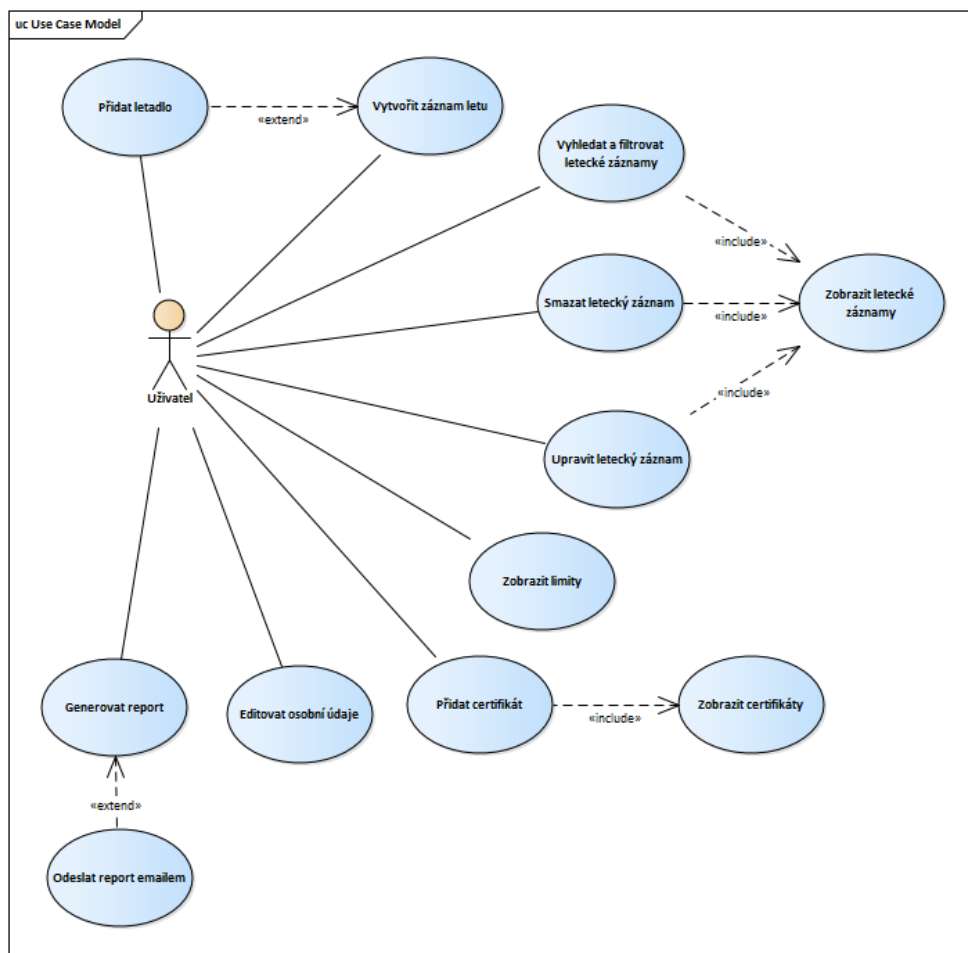 uc Use Case Model
Přidat letadlo
«extend»
Vytvořit záznam letu
Vyhledat a filtrovat
letecké záznamy
«include»
Smazat letecký záznam
«include»
Zobrazit letecké
záznamy
«include»
Uživatel
Upravit letecký záznam
Zobrazit limity
Generovat report
Editovat osobní údaje
Přidat certifikát
«include»
Zobrazit certifikáty
«extend»
Odeslat report emailem